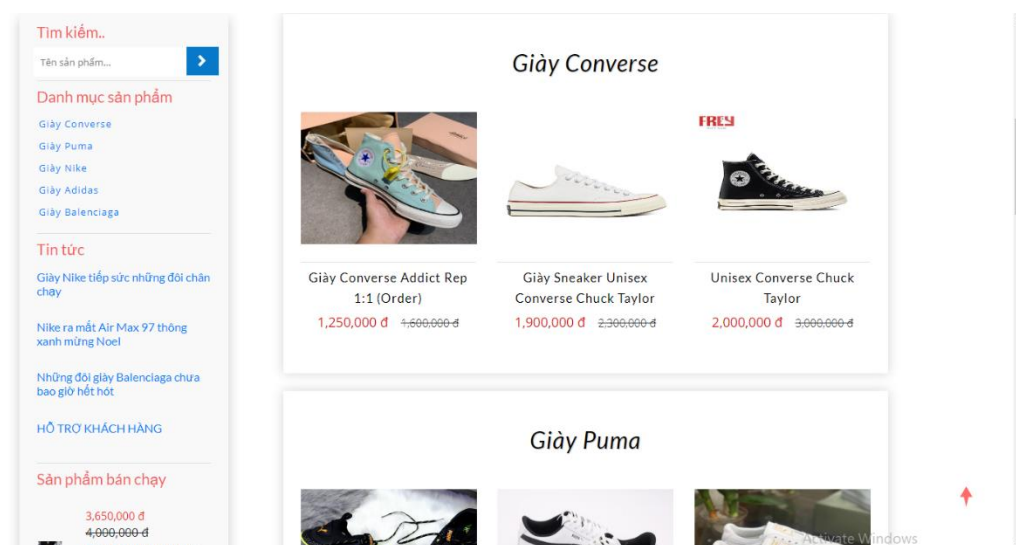 Tìm kiếm..
Tên sản phẩm...
Danh mục sản phẩm
Giày Converse
Giày Puma
Giày Nike
Giày Adidas
Giày Balenciaga
Tin tức
Giày Nike tiếp sức những đôi chân
chạy
Nike ra mắt Air Max 97 thông
xanh mừng Noel
Những đôi giày Balenciaga chưa
bao giờ hết hót
HỖ TRỢ KHÁCH HÀNG
Sản phẩm bán chạy
3,650,000 đ
4,000,000 đ
Giày Converse
FREY
Giày Converse Addict Rep
1:1 (Order)
1,250,000 đ 1,600,000 đ
Giày Sneaker Unisex
Converse Chuck Taylor
1,900,000 đ 2,300,000 đ
Unisex Converse Chuck
Taylor
2,000,000 đ 3,000,000 đ
Giày Puma
Activate Windows